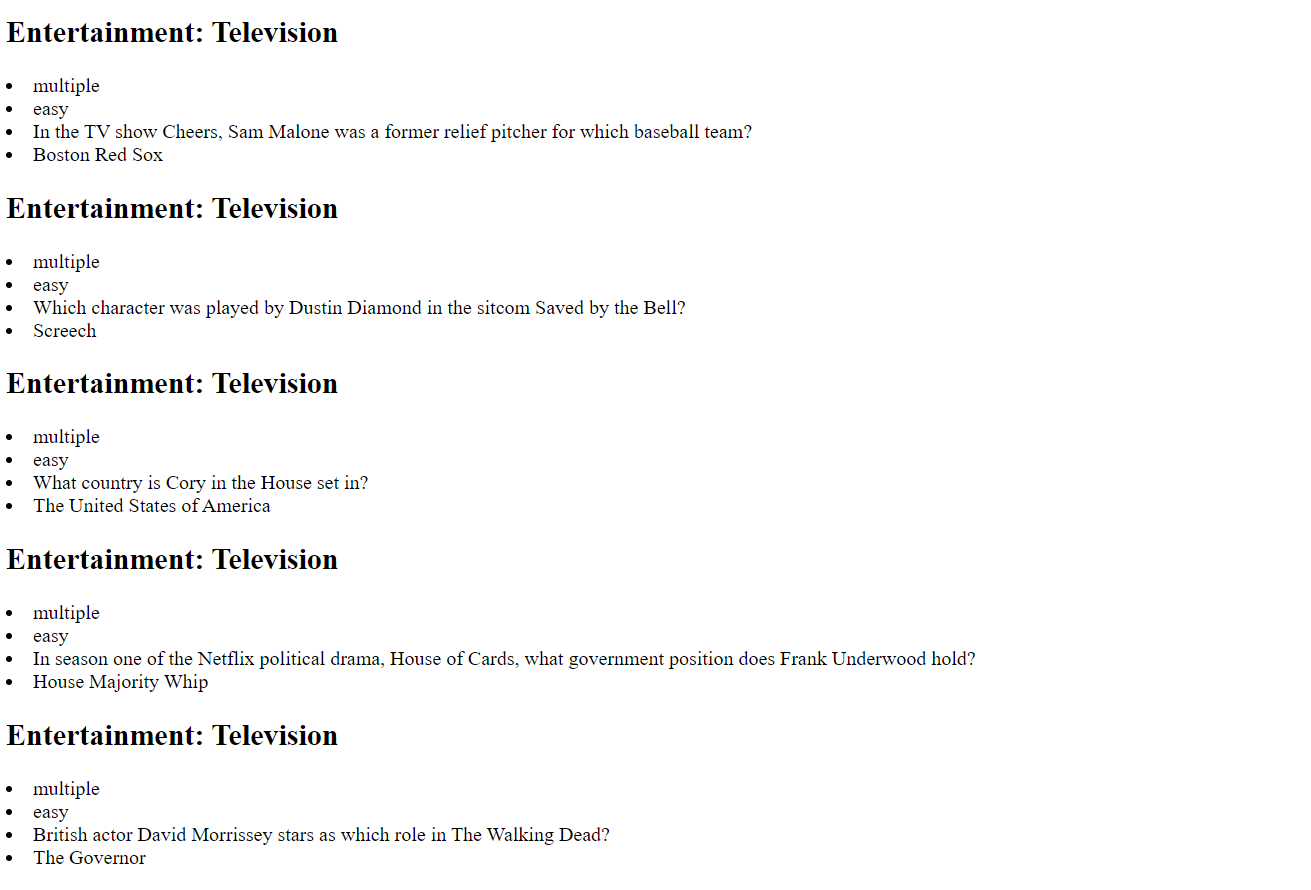 Entertainment: Television
multiple
easy
In the TV show Cheers, Sam Malone was a former relief pitcher for which baseball team?
Boston Red Sox
Entertainment: Television
multiple
easy
Which character was played by Dustin Diamond in the sitcom Saved by the Bell?
Screech
Entertainment: Television
multiple
easy
What country is Cory in the House set in?
The United States of America
Entertainment: Television
multiple
easy
In season one of the Netflix political drama, House of Cards, what government position does Frank Underwood hold?
House Majority Whip
Entertainment: Television
multiple
easy
British actor David Morrissey stars as which role in The Walking Dead?
The Governor